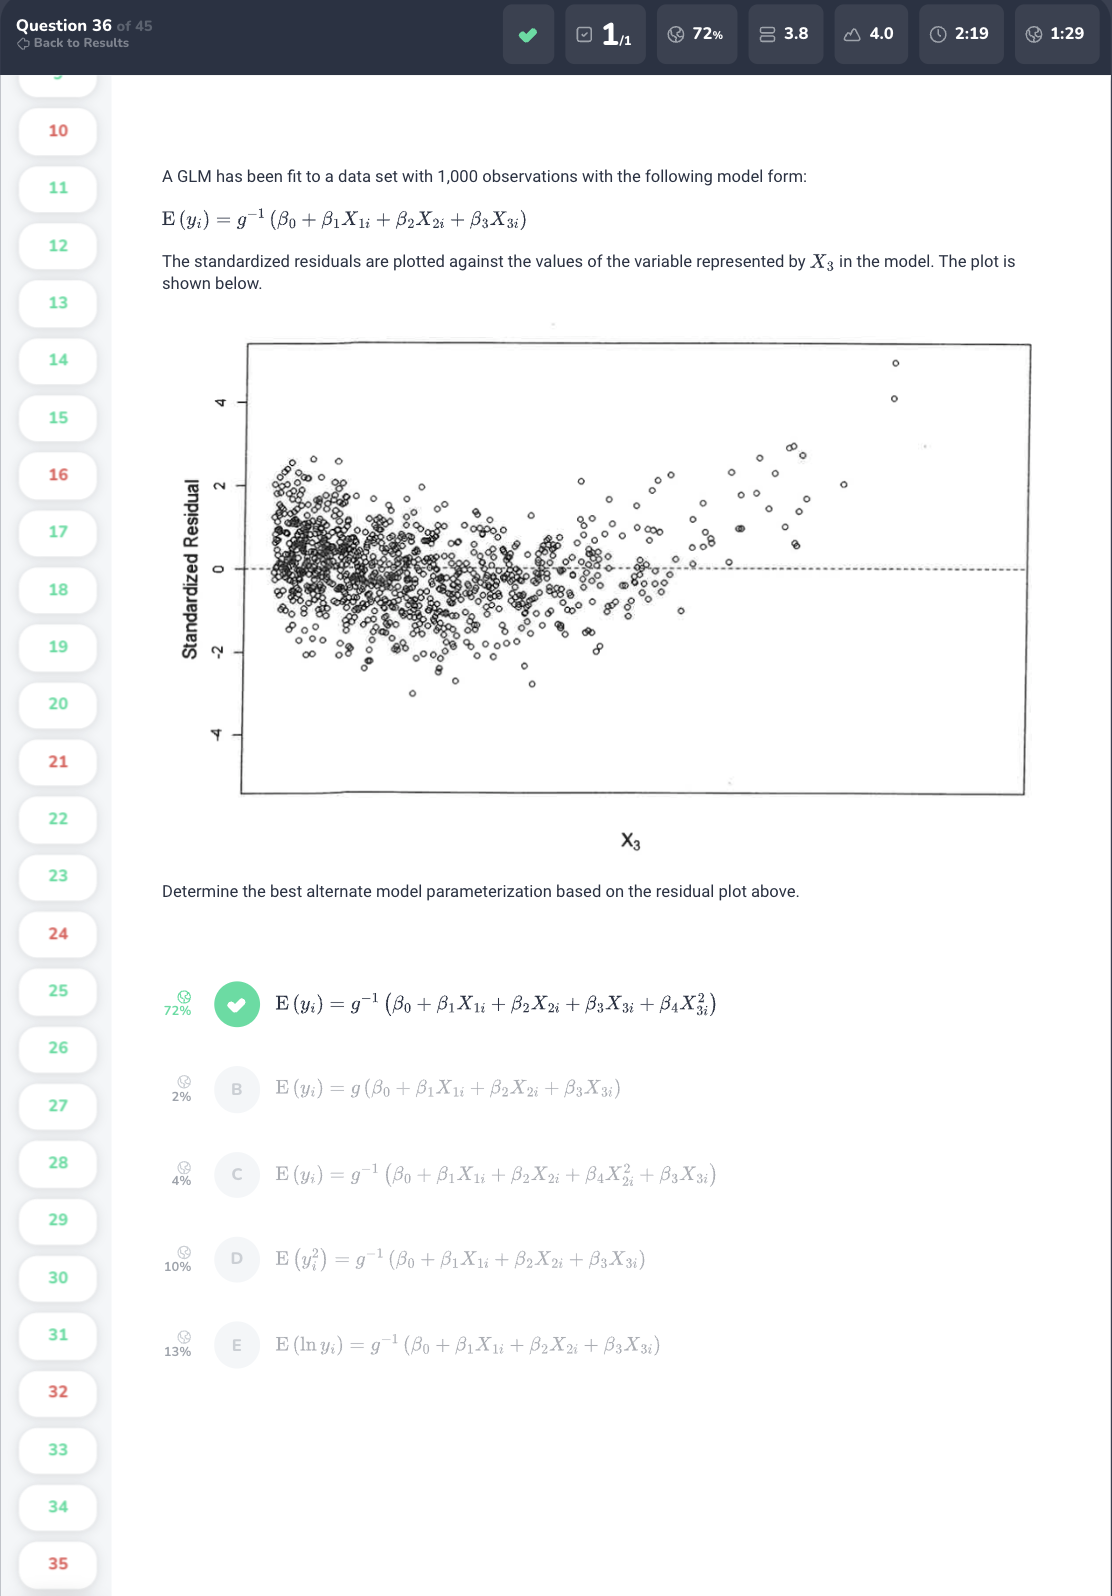 Question 36 of 45
Back to Results
1/1
72%
3.8
4.0
2:19
1:29
10
11
12
13
14
15
16
17
18
19
20
21
22
23
24
25
26
27
28
29
30
31
32
33
34
35
A GLM has been fit to a data set with 1,000 observations with the following model form:
E (yᵢ) = g⁻¹ (β₀ + β₁X₁ᵢ + β₂X₂ᵢ + β₃X₃ᵢ)
The standardized residuals are plotted against the values of the variable represented by X₃ in the model. The plot is
shown below.
Standardized Residual
4
2
0
-2
-4
X₃
Determine the best alternate model parameterization based on the residual plot above.
72%
E (yᵢ) = g⁻¹ (β₀ + β₁X₁ᵢ + β₂X₂ᵢ + β₃X₃ᵢ + β₄X₃ᵢ²)
2%
B
E (yᵢ) = g (β₀ + β₁X₁ᵢ + β₂X₂ᵢ + β₃X₃ᵢ)
4%
C
E (yᵢ) = g⁻¹ (β₀ + β₁X₁ᵢ + β₂X₂ᵢ + β₄X₂ᵢ² + β₃X₃ᵢ)
10%
D
E (yᵢ²) = g⁻¹ (β₀ + β₁X₁ᵢ + β₂X₂ᵢ + β₃X₃ᵢ)
13%
E
E (ln yᵢ) = g⁻¹ (β₀ + β₁X₁ᵢ + β₂X₂ᵢ + β₃X₃ᵢ)